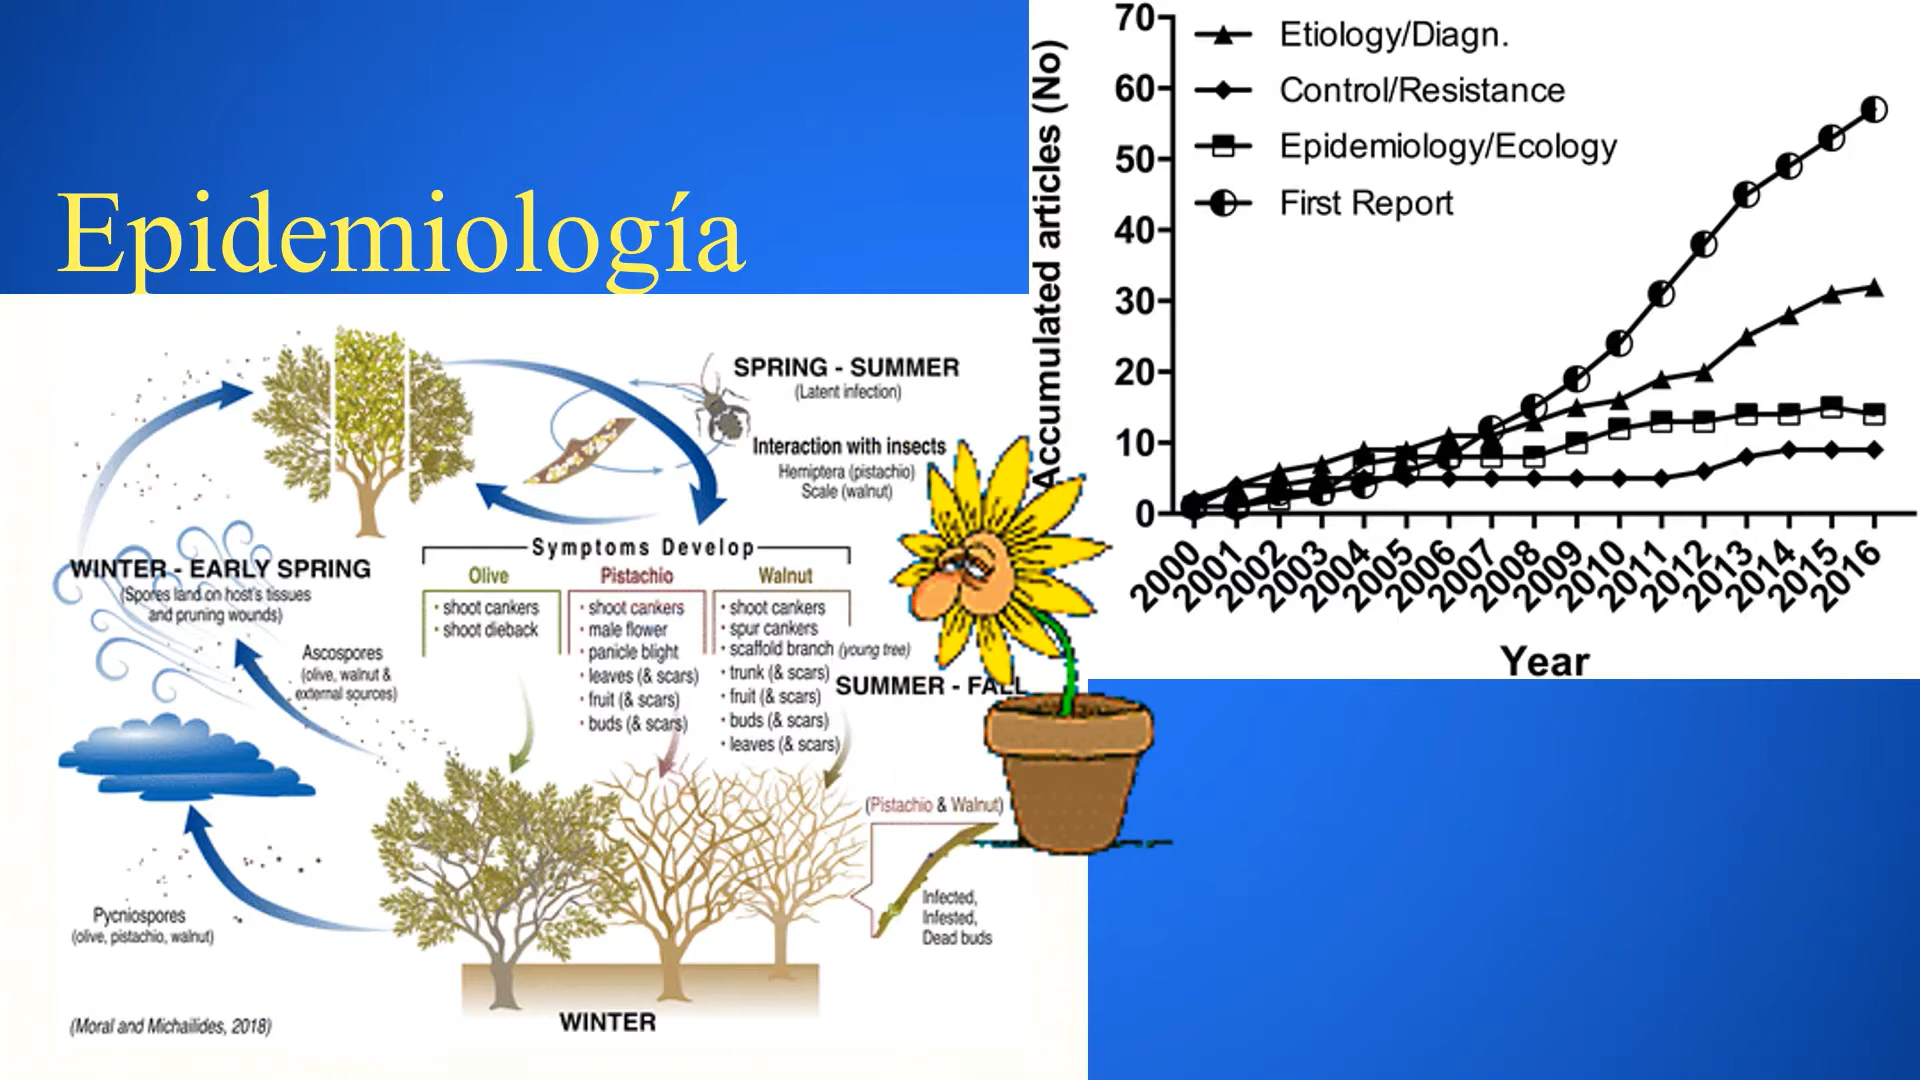 Epidemiología
SPRING - SUMMER
(Latent infection)
Interaction with insects
Hemiptera (pistachio)
Scale (walnut)
WINTER - EARLY SPRING
(Spores land on host's tissues
and pruning wounds)
Symptoms Develop
Olive
• shoot cankers
• shoot dieback
Pistachio
• shoot cankers
• male flower
• panicle blight
• leaves (& scars)
• fruit (& scars)
• buds (& scars)
Walnut
• shoot cankers
• spur cankers
• scaffold branch (young tree)
• trunk (& scars)
• fruit (& scars)
• buds (& scars)
• leaves (& scars)
SUMMER - FALL
Ascospores
(olive, walnut &
external sources)
(Pistachio & Walnut)
Infected,
Infested,
Dead buds
Pycniospores
(olive, pistachio, walnut)
WINTER
(Moral and Michailides, 2018)
Accumulated articles (No)
70
60
50
40
30
20
10
0
Etiology/Diagn.
Control/Resistance
Epidemiology/Ecology
First Report
2000
2001
2002
2003
2004
2005
2006
2007
2008
2009
2010
2011
2012
2013
2014
2015
2016
Year